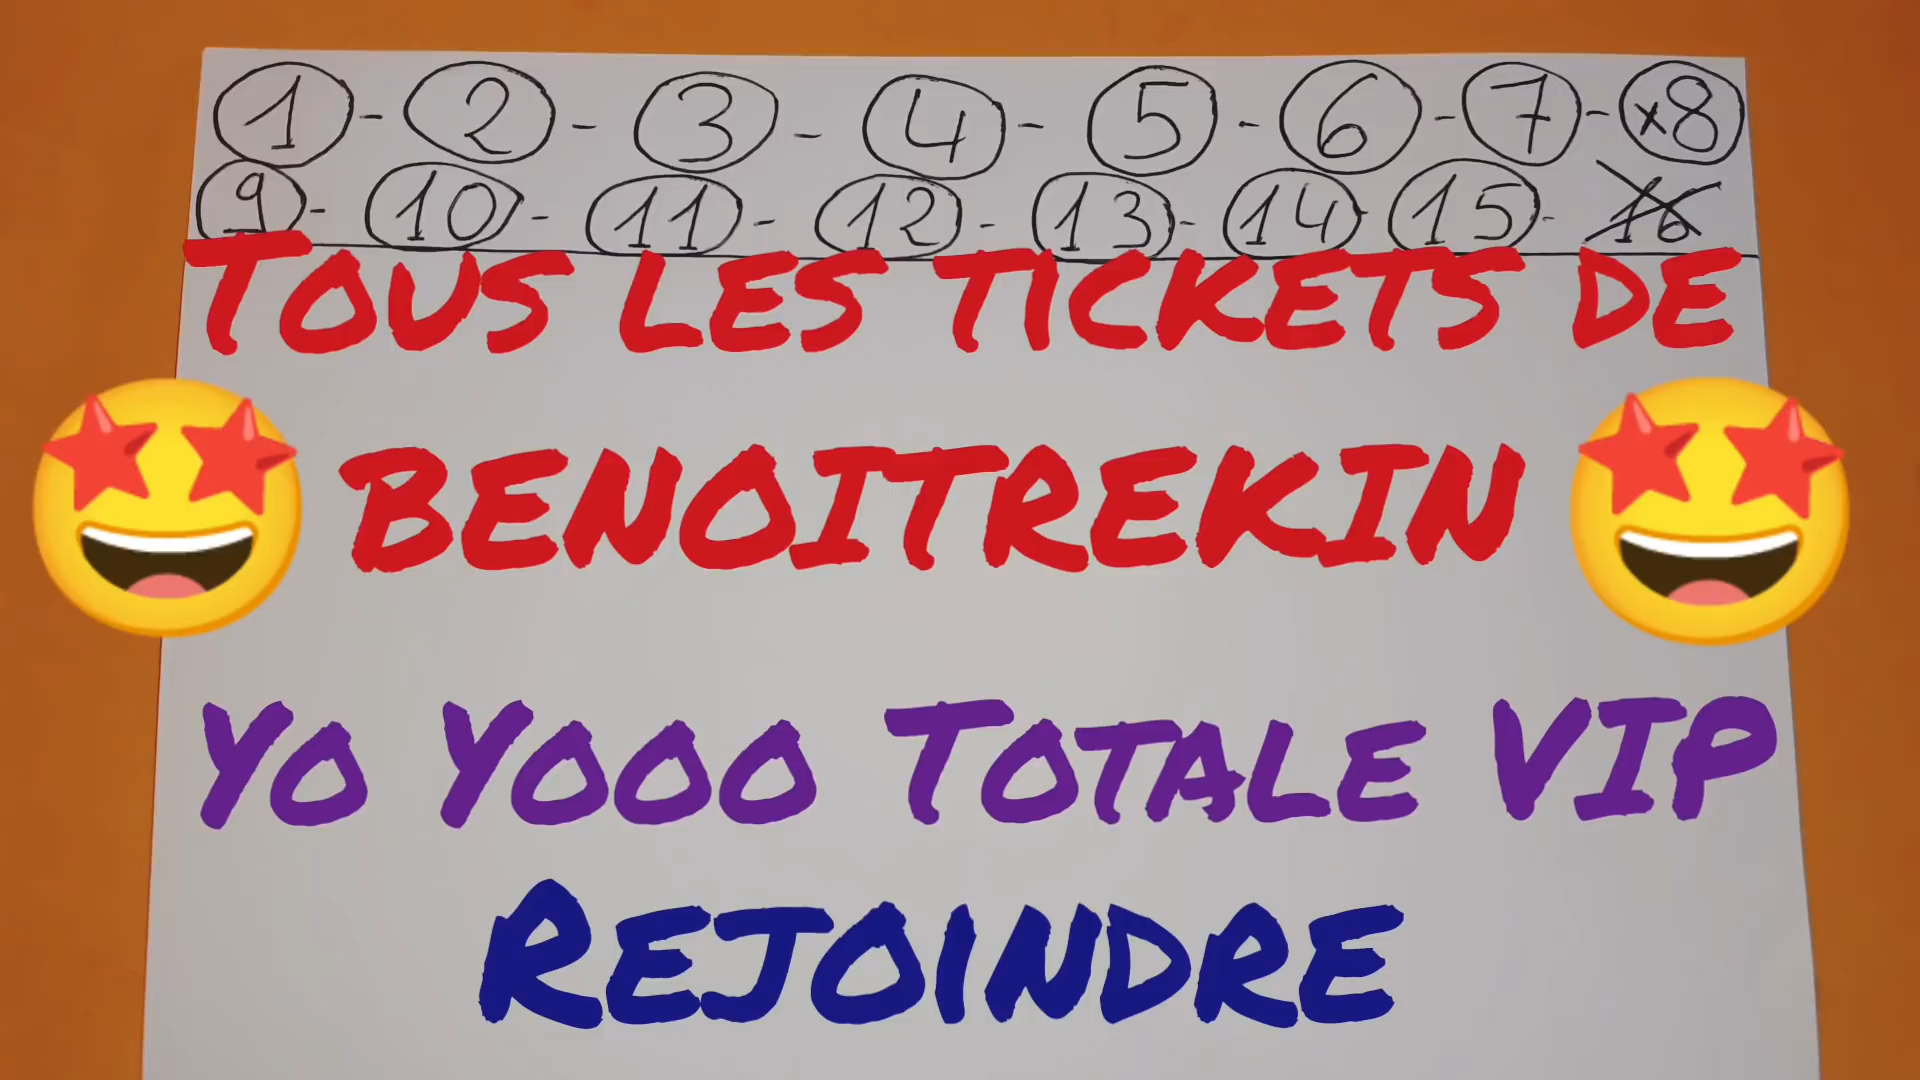 1 - 2 - 3 - 4 - 5 - 6 - 7 - x8
9 - 10 - 11 - 12 - 13 - 14 15 - 16
TOUS LES TICKETS DE
BENOITREKIN
YO YOOO TOTALE VIP
REJOINDRE